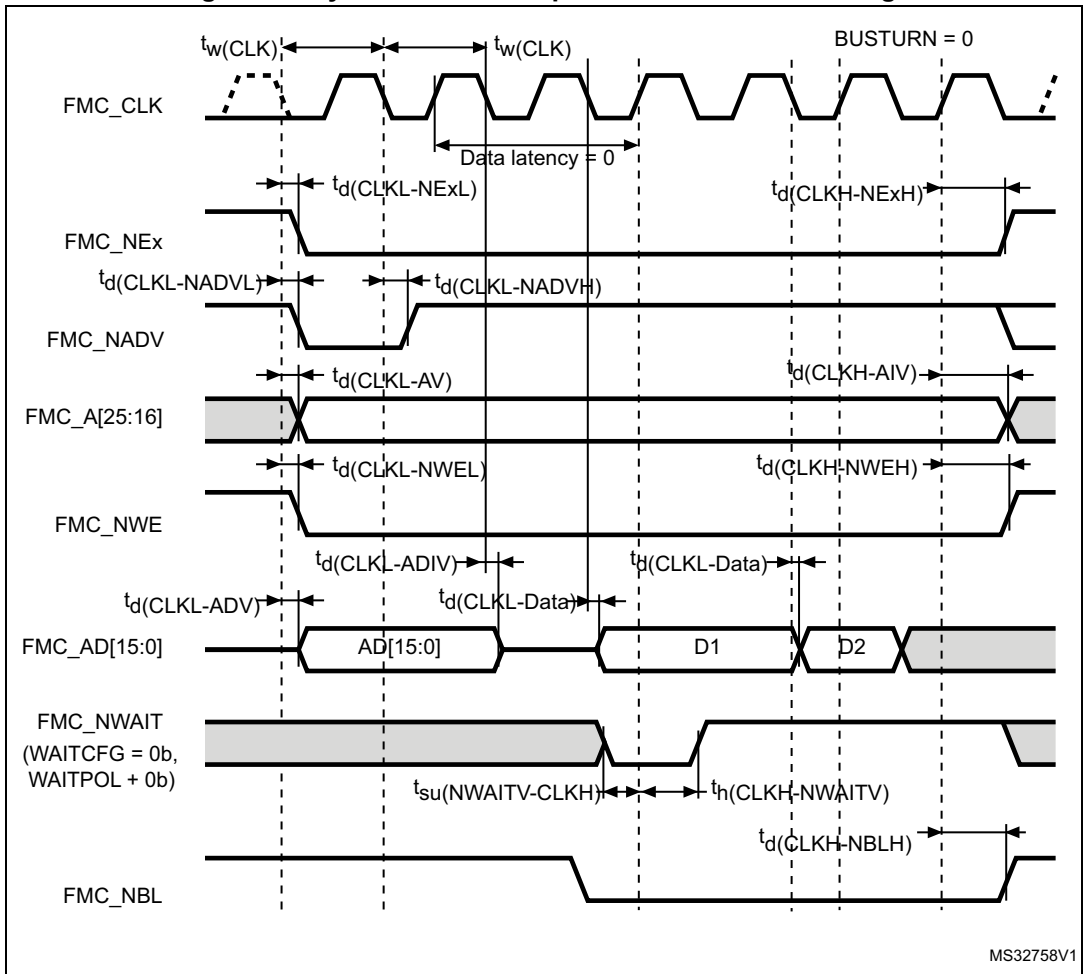 tw(CLK) tw(CLK) BUSTURN = 0
FMC_CLK
Data latency = 0
td(CLKL-NExL) td(CLKH-NExH)
FMC_NEx
td(CLKL-NADVL) td(CLKL-NADVH)
FMC_NADV
td(CLKL-AV) td(CLKH-AIV)
FMC_A[25:16]
td(CLKL-NWEL) td(CLKH-NWEH)
FMC_NWE
td(CLKL-ADIV) td(CLKL-Data)
td(CLKL-ADV) td(CLKL-Data)
FMC_AD[15:0] AD[15:0] D1 D2
FMC_NWAIT
(WAITCFG = 0b,
WAITPOL + 0b)
tsu(NWAITV-CLKH) th(CLKH-NWAITV)
td(CLKH-NBLH)
FMC_NBL
MS32758V1